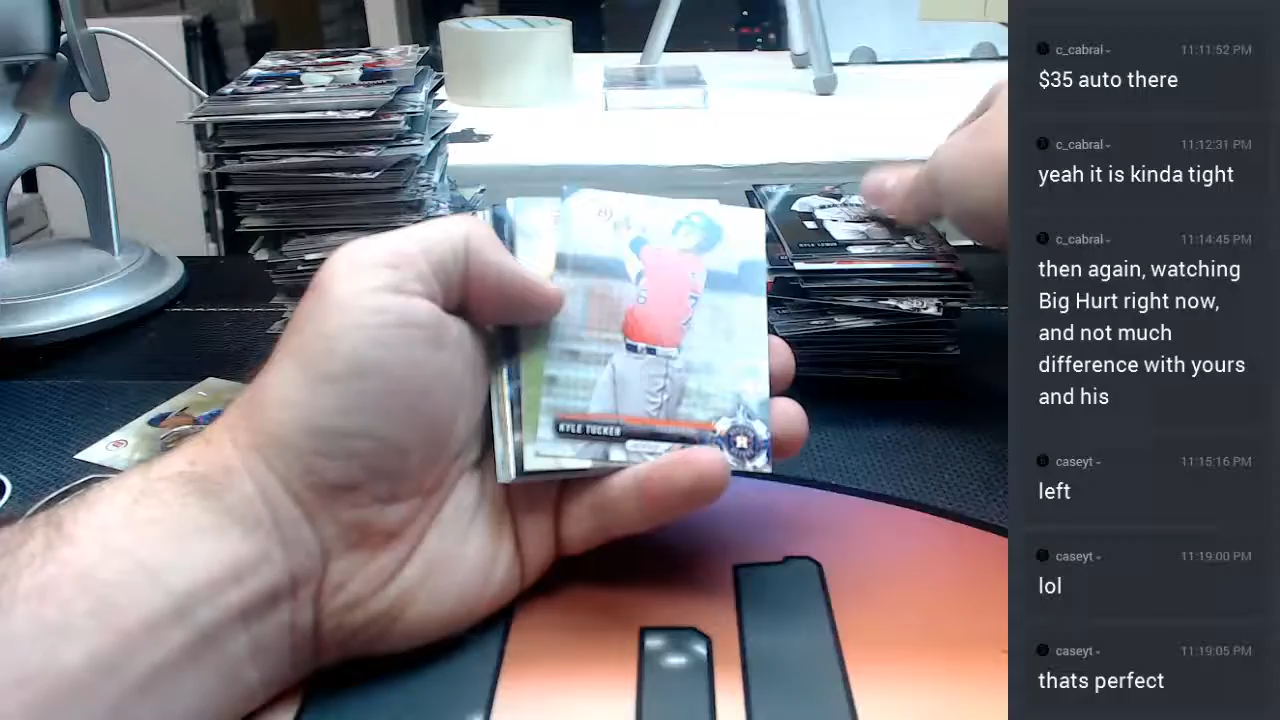 KYLE TUCKER
KYLE LEWIS
c_cabral
11:11:52 PM
$35 auto there
c_cabral
11:12:31 PM
yeah it is kinda tight
c_cabral
11:14:45 PM
then again, watching
Big Hurt right now,
and not much
difference with yours
and his
caseyt
11:15:16 PM
left
caseyt
11:19:00 PM
lol
caseyt
11:19:05 PM
thats perfect